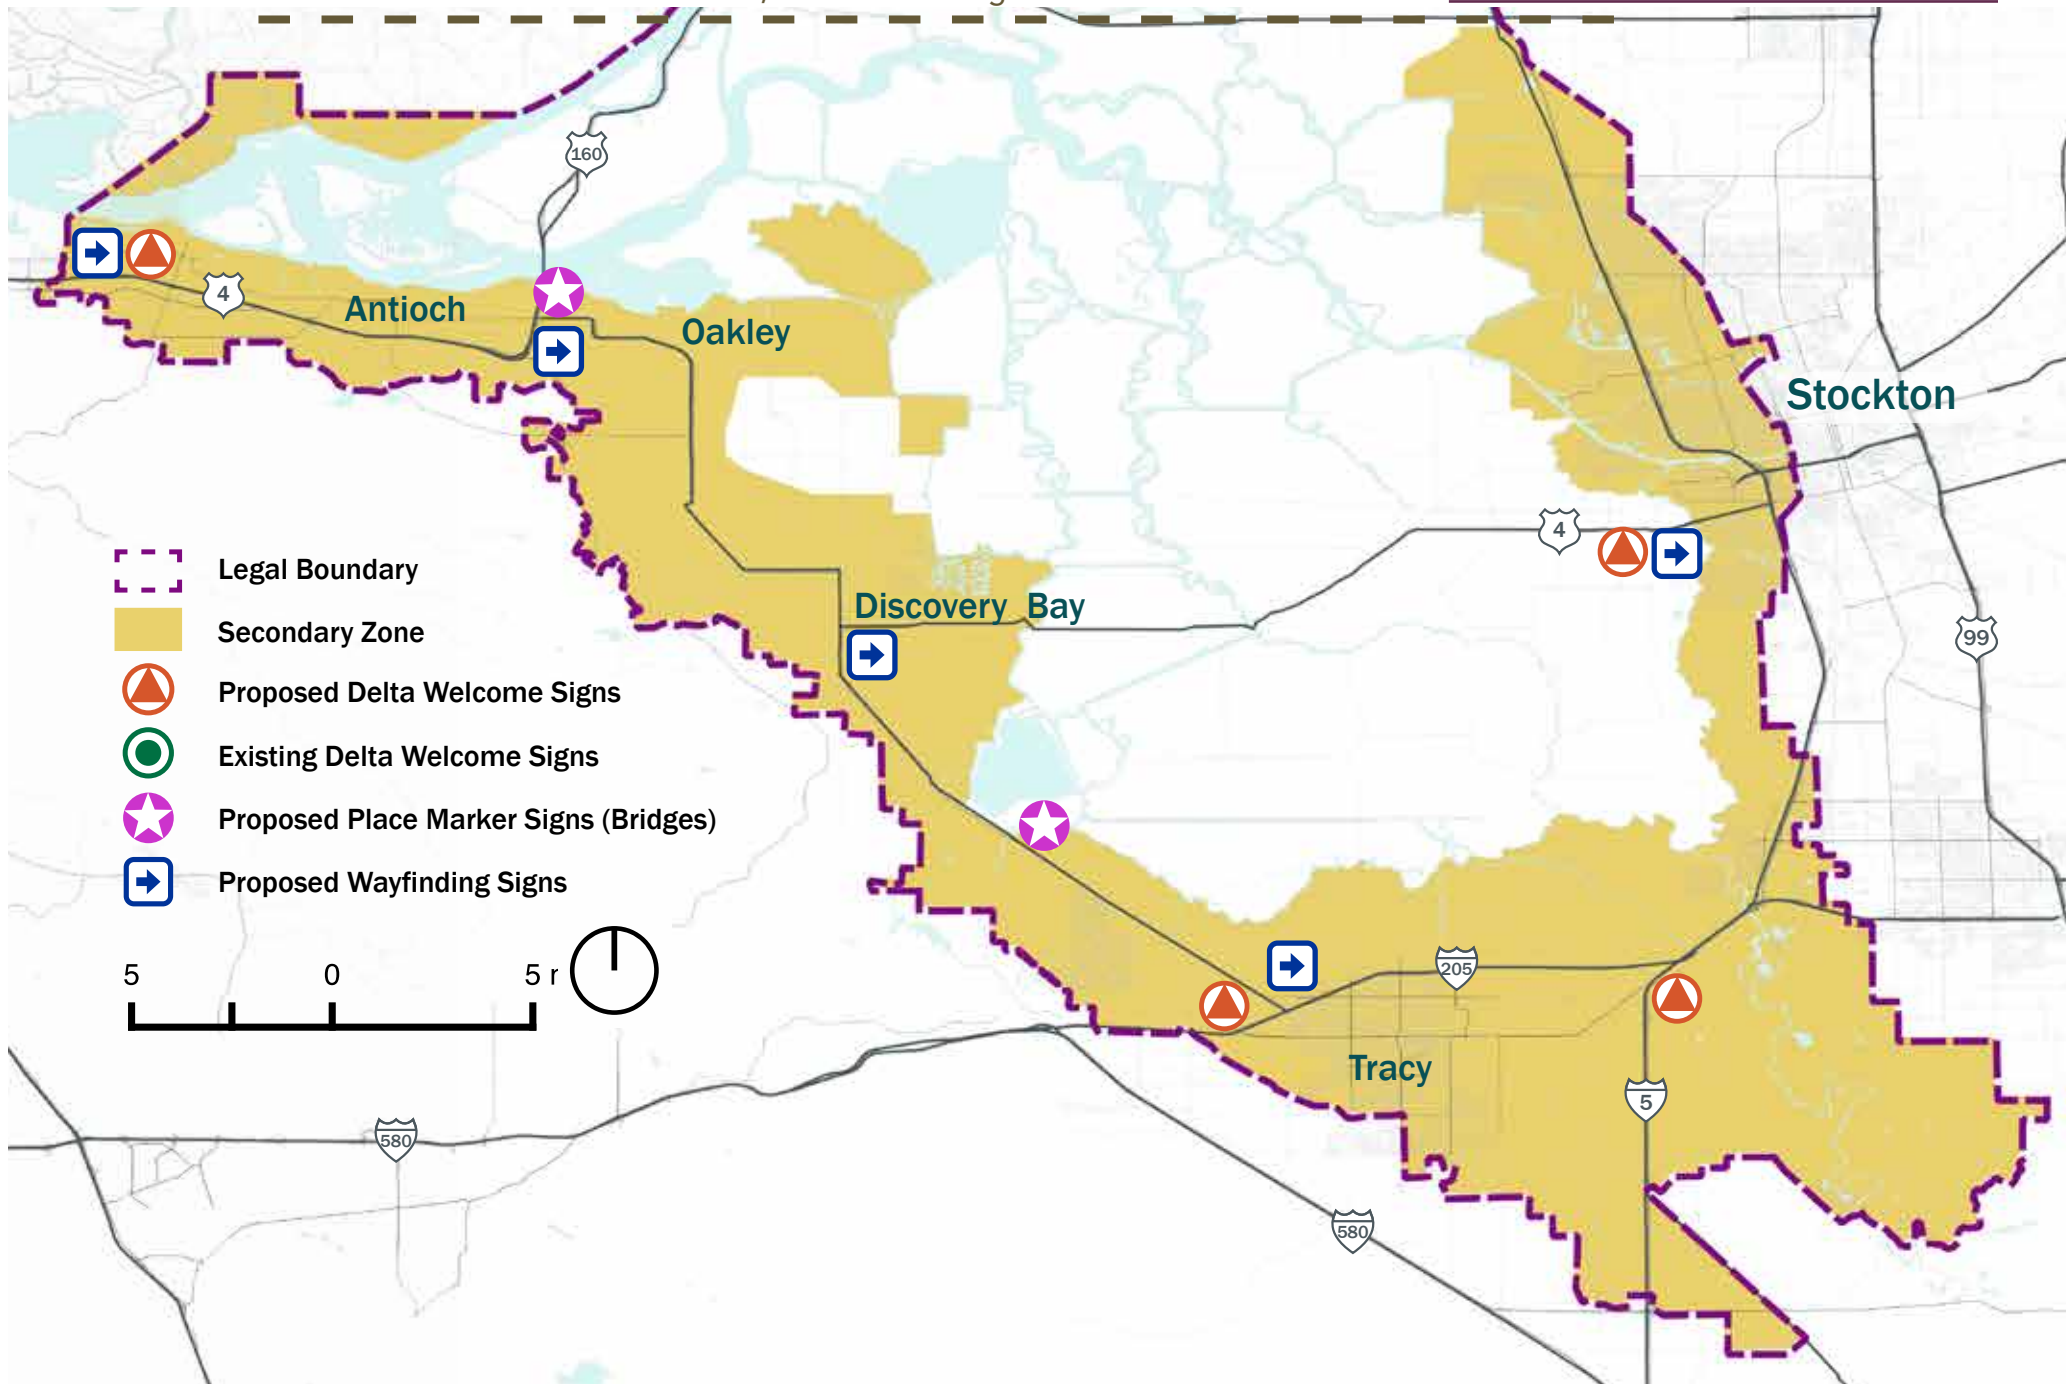 160
4
Antioch
Oakley
Stockton
4
Legal Boundary
Discovery Bay
Secondary Zone
99
Proposed Delta Welcome Signs
Existing Delta Welcome Signs
Proposed Place Marker Signs (Bridges)
Proposed Wayfinding Signs
5 0 5
205
Tracy
5
580
580